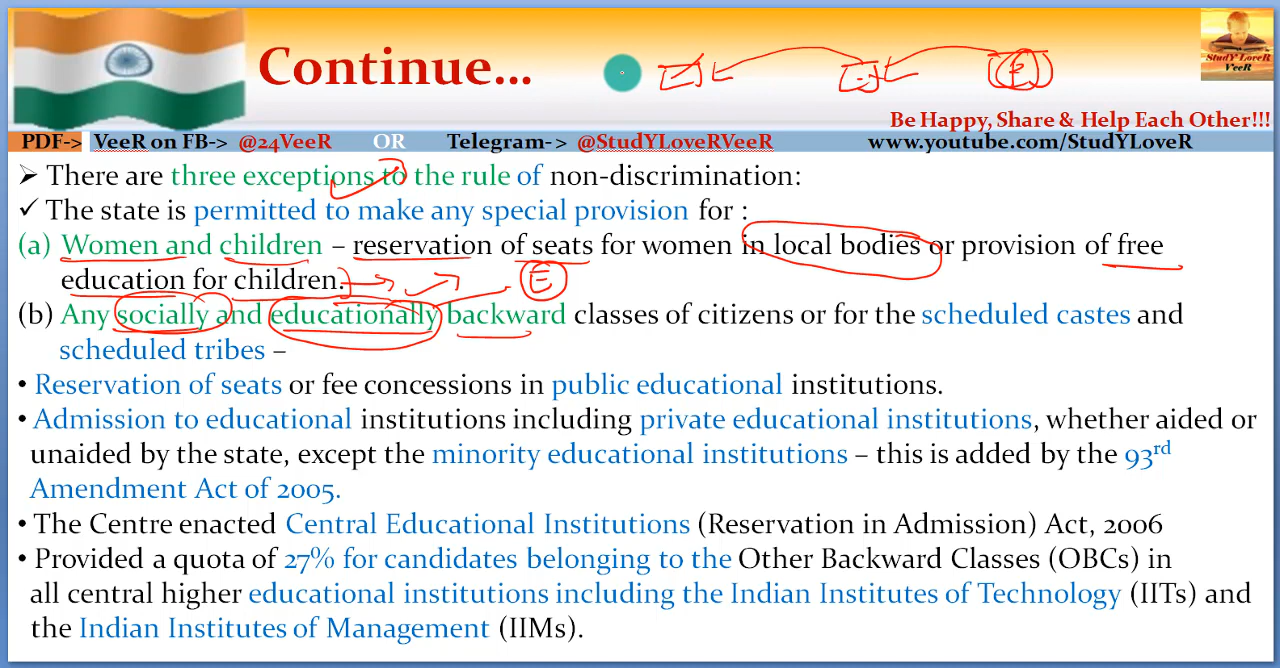 Continue...
StudY LoveR
VeeR
Be Happy, Share & Help Each Other!!!
PDF-> VeeR on FB-> @24VeeR OR Telegram-> @StudYLoveRVeeR www.youtube.com/StudYLoveR
➢ There are three exceptions to the rule of non-discrimination:
✓ The state is permitted to make any special provision for :
(a) Women and children – reservation of seats for women in local bodies or provision of free
education for children. E
(b) Any socially and educationally backward classes of citizens or for the scheduled castes and
scheduled tribes –
• Reservation of seats or fee concessions in public educational institutions.
• Admission to educational institutions including private educational institutions, whether aided or
unaided by the state, except the minority educational institutions – this is added by the 93rd
Amendment Act of 2005.
• The Centre enacted Central Educational Institutions (Reservation in Admission) Act, 2006
• Provided a quota of 27% for candidates belonging to the Other Backward Classes (OBCs) in
all central higher educational institutions including the Indian Institutes of Technology (IITs) and
the Indian Institutes of Management (IIMs).